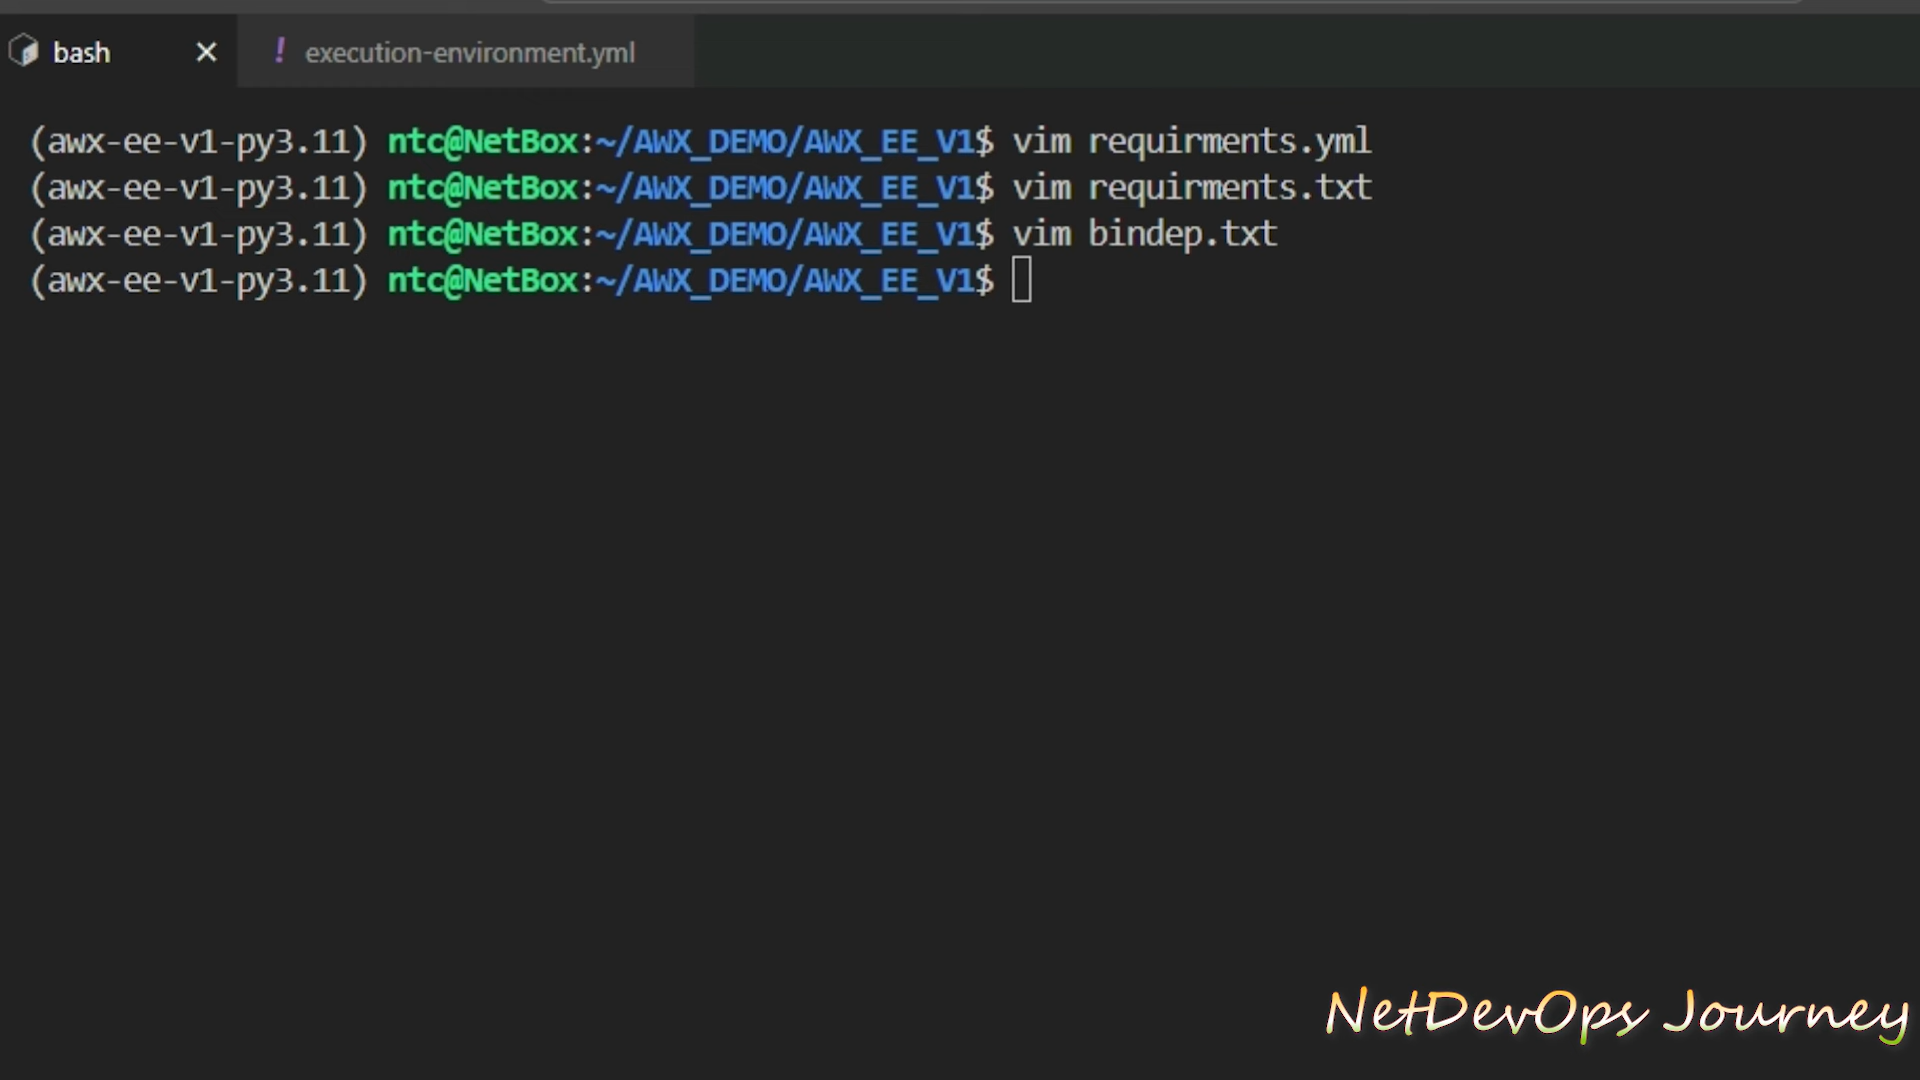 bash × ! execution-environment.yml
(awx-ee-v1-py3.11) ntc@NetBox:~/AWX_DEMO/AWX_EE_V1$ vim requirments.yml
(awx-ee-v1-py3.11) ntc@NetBox:~/AWX_DEMO/AWX_EE_V1$ vim requirments.txt
(awx-ee-v1-py3.11) ntc@NetBox:~/AWX_DEMO/AWX_EE_V1$ vim bindep.txt
(awx-ee-v1-py3.11) ntc@NetBox:~/AWX_DEMO/AWX_EE_V1$
NetDevOps Journey